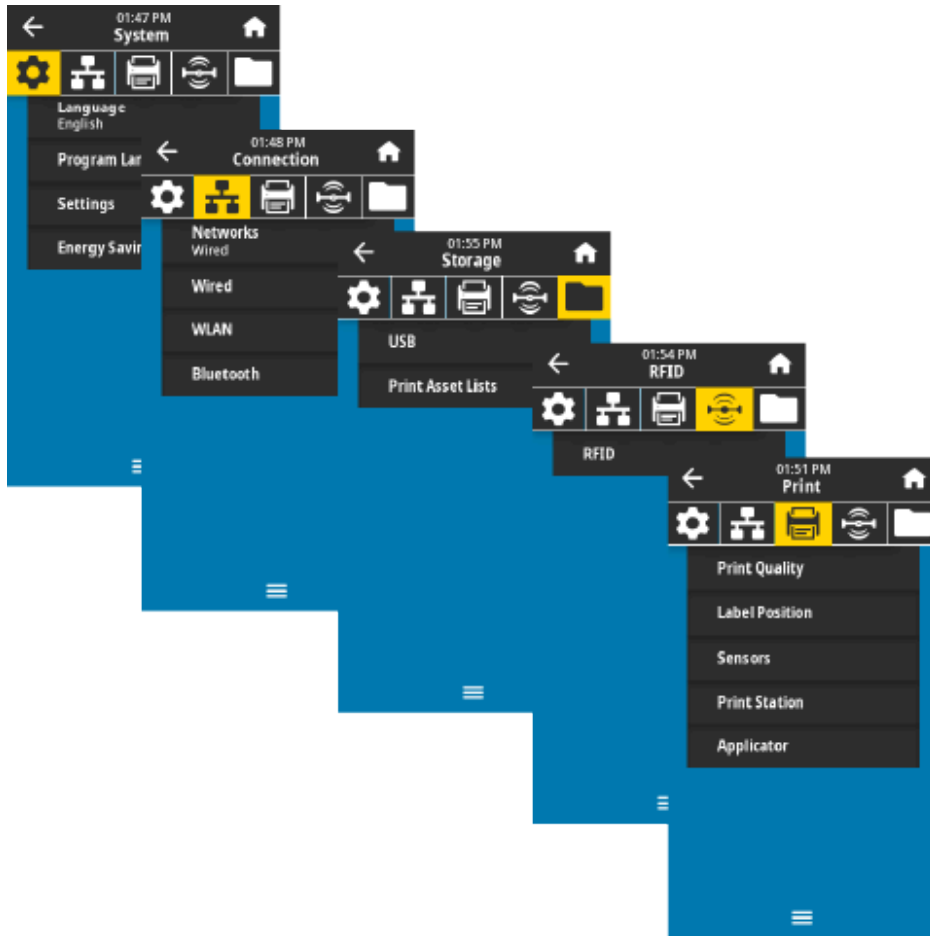 01:47 PM
System
Language
English
Program Lan
Settings
Energy Savin
01:48 PM
Connection
Networks
Wired
Wired
WLAN
Bluetooth
01:55 PM
Storage
USB
Print Asset Lists
01:54 PM
RFID
RFID
01:51 PM
Print
Print Quality
Label Position
Sensors
Print Station
Applicator